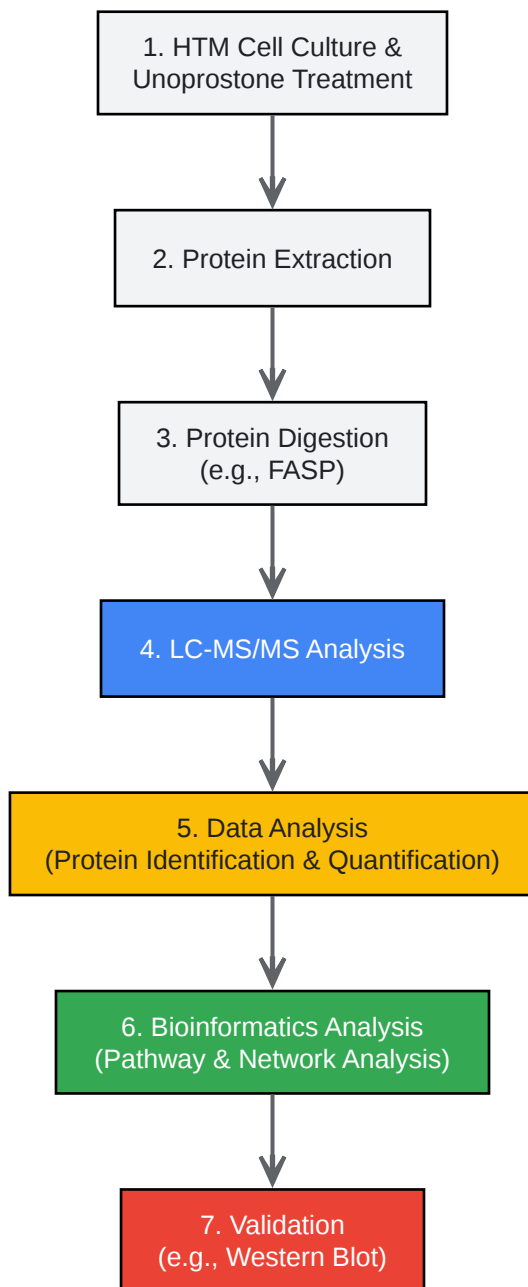 1. HTM Cell Culture &
Unoprostone Treatment
2. Protein Extraction
3. Protein Digestion
(e.g., FASP)
4. LC-MS/MS Analysis
5. Data Analysis
(Protein Identification & Quantification)
6. Bioinformatics Analysis
(Pathway & Network Analysis)
7. Validation
(e.g., Western Blot)